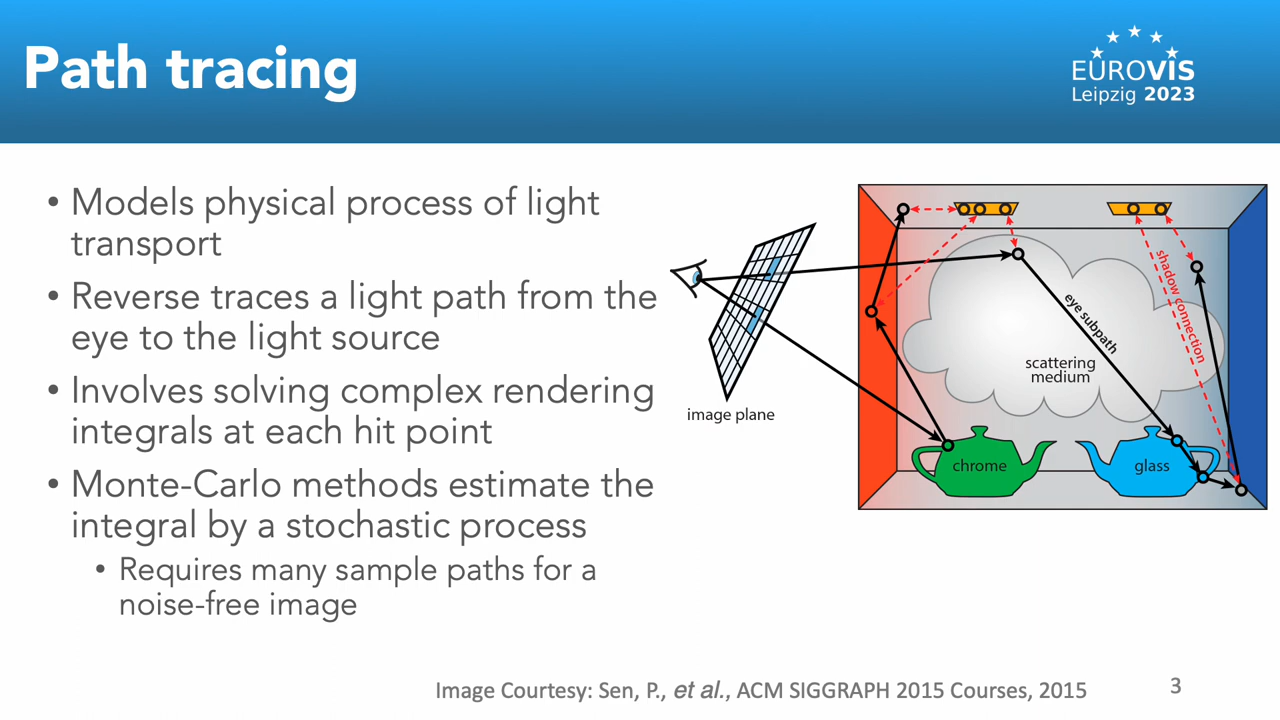 Path tracing
EUROVIS
Leipzig 2023
• Models physical process of light
transport
• Reverse traces a light path from the
eye to the light source
• Involves solving complex rendering
integrals at each hit point
• Monte-Carlo methods estimate the
integral by a stochastic process
• Requires many sample paths for a
noise-free image
image plane
eye subpath
shadow connection
scattering
medium
chrome
glass
Image Courtesy: Sen, P., et al., ACM SIGGRAPH 2015 Courses, 2015
3